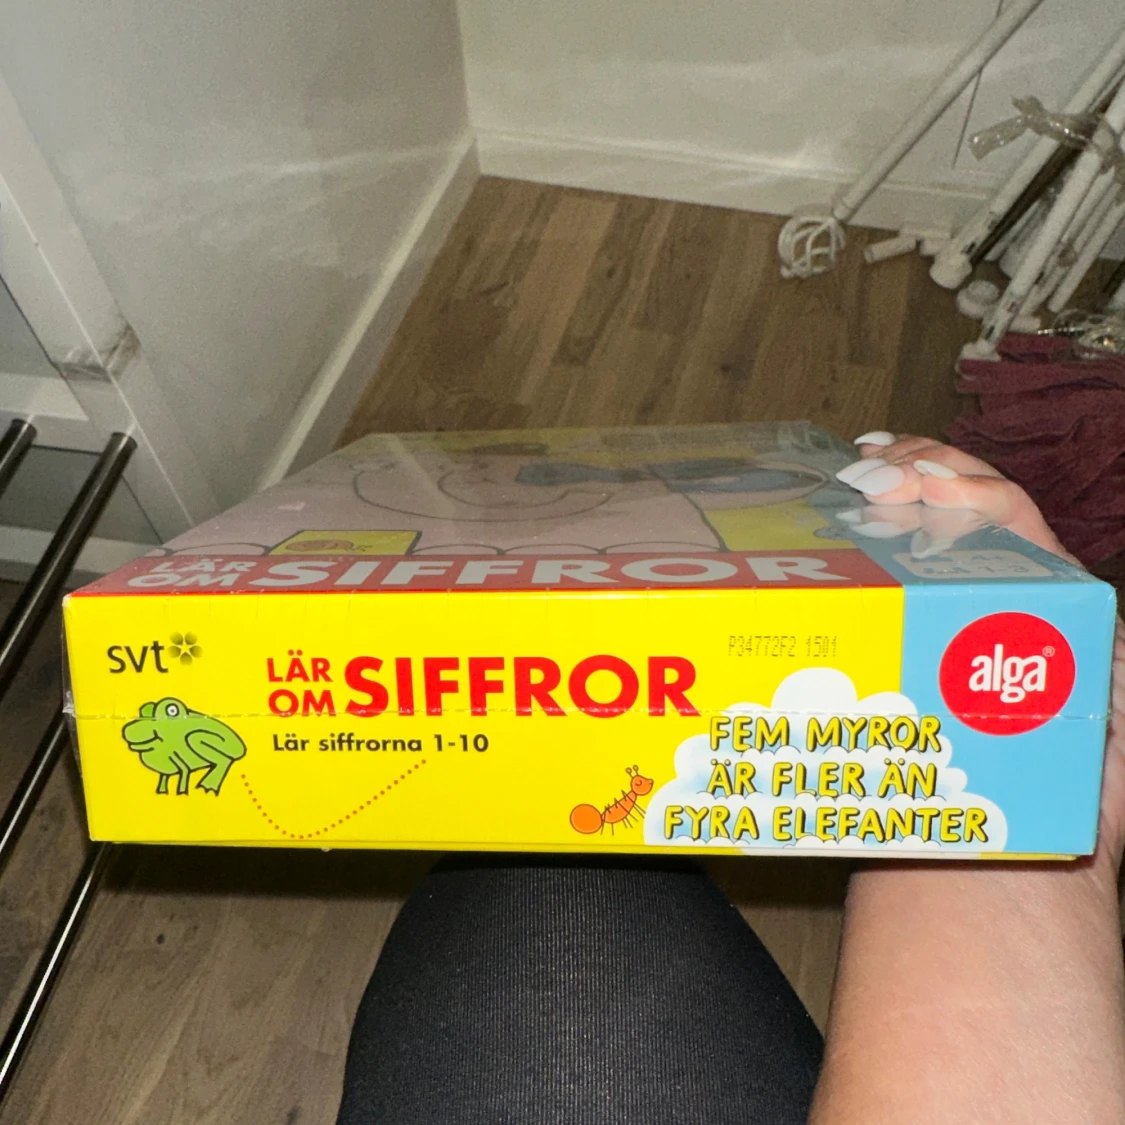 LÄR
OM SIFFROR
svt
LÄR
OM SIFFROR
Lär siffrorna 1-10
P34772F2 1501
alga®
FEM MYROR
ÄR FLER ÄN
FYRA ELEFANTER